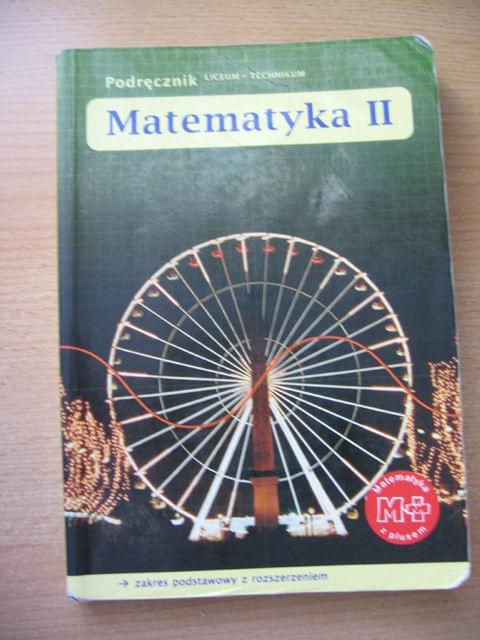 Podręcznik LICEUM • TECHNIKUM
Matematyka II
Matematyka
M+
z plusem
→ zakres podstawowy z rozszerzeniem